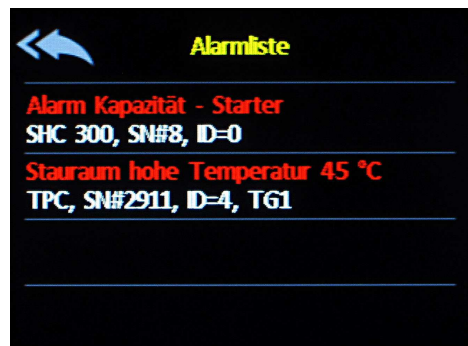 Alarmliste
Alarm Kapazität - Starter
SHC 300, SN#8, ID=0
Stauraum hohe Temperatur 45 °C
TPC, SN#2911, ID=4, TG1